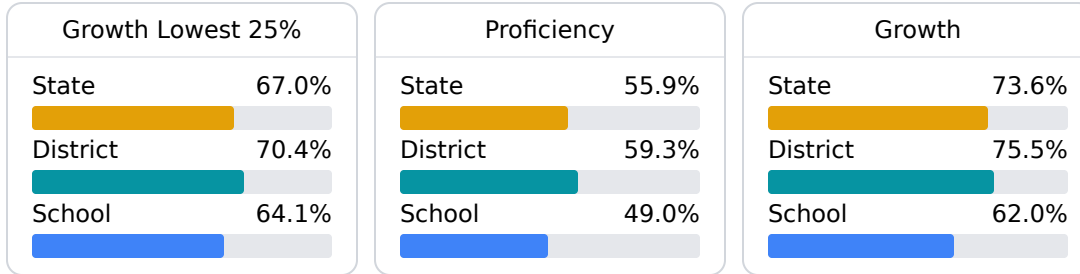 Growth Lowest 25%
State 67.0%
District 70.4%
School 64.1%
Proficiency
State 55.9%
District 59.3%
School 49.0%
Growth
State 73.6%
District 75.5%
School 62.0%